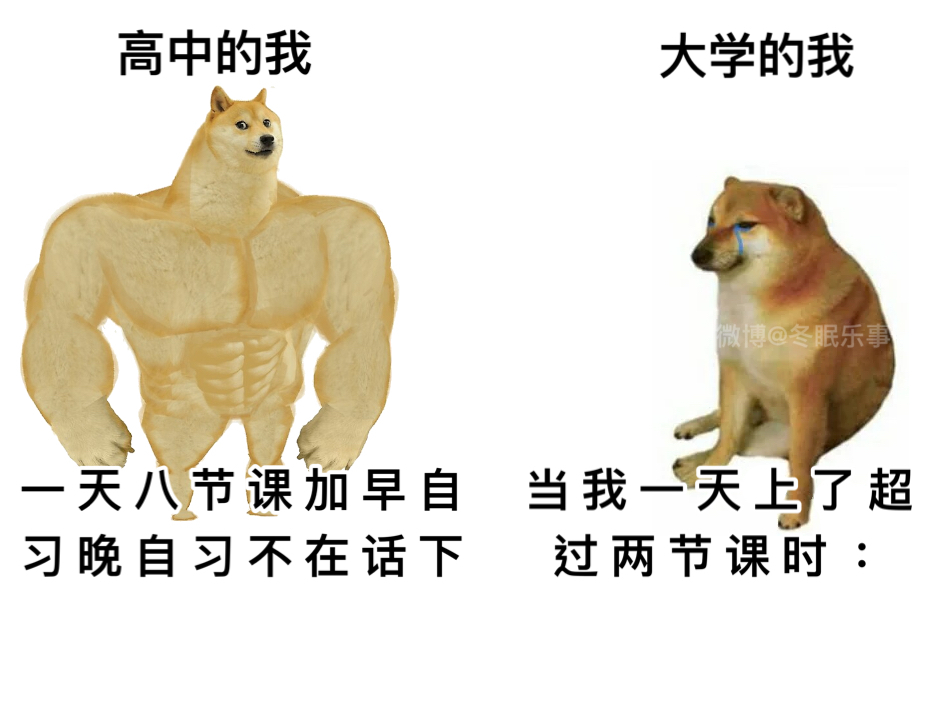 高中的我
大学的我
一天八节课加早自
习晚自习不在话下
当我一天上了超
过两节课时：
微博@冬眠乐事